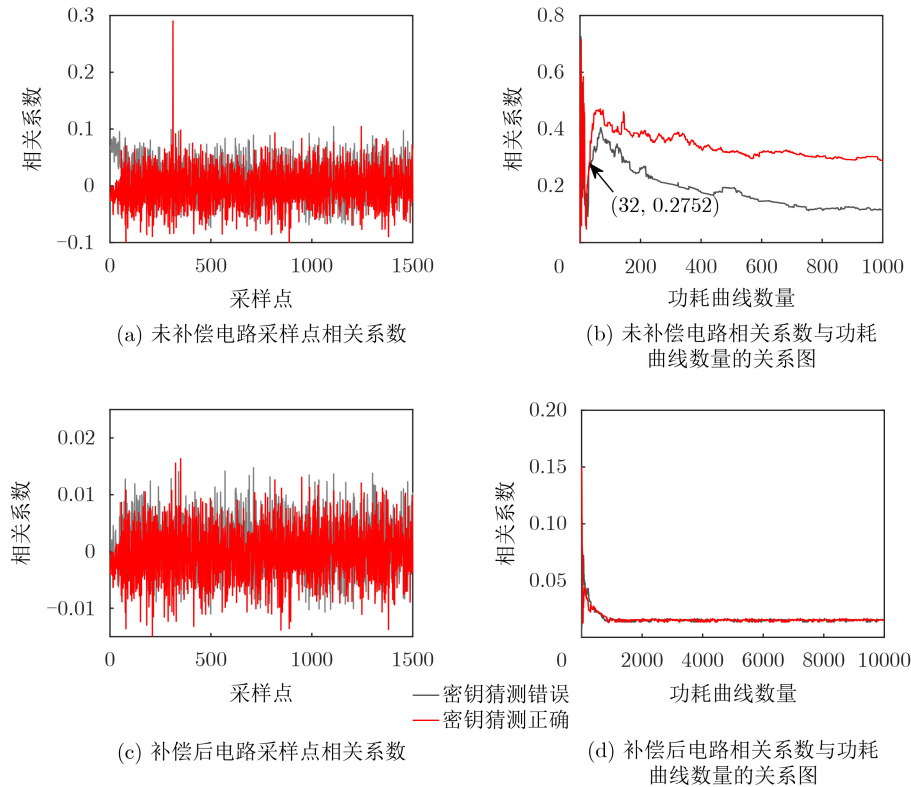 0.3
0.2
0.1
0
−0.1
相关系数
0
500
1000
1500
采样点
(a) 未补偿电路采样点相关系数
0.8
0.6
0.4
0.2
相关系数
(32, 0.2752)
0
200
400
600
800
1000
功耗曲线数量
(b) 未补偿电路相关系数与功耗
曲线数量的关系图
0.02
0.01
0
−0.01
相关系数
0
500
1000
1500
采样点
(c) 补偿后电路采样点相关系数
0.20
0.15
0.10
0.05
相关系数
0
2000
4000
6000
8000
10000
功耗曲线数量
密钥猜测错误
密钥猜测正确
(d) 补偿后电路相关系数与功耗
曲线数量的关系图